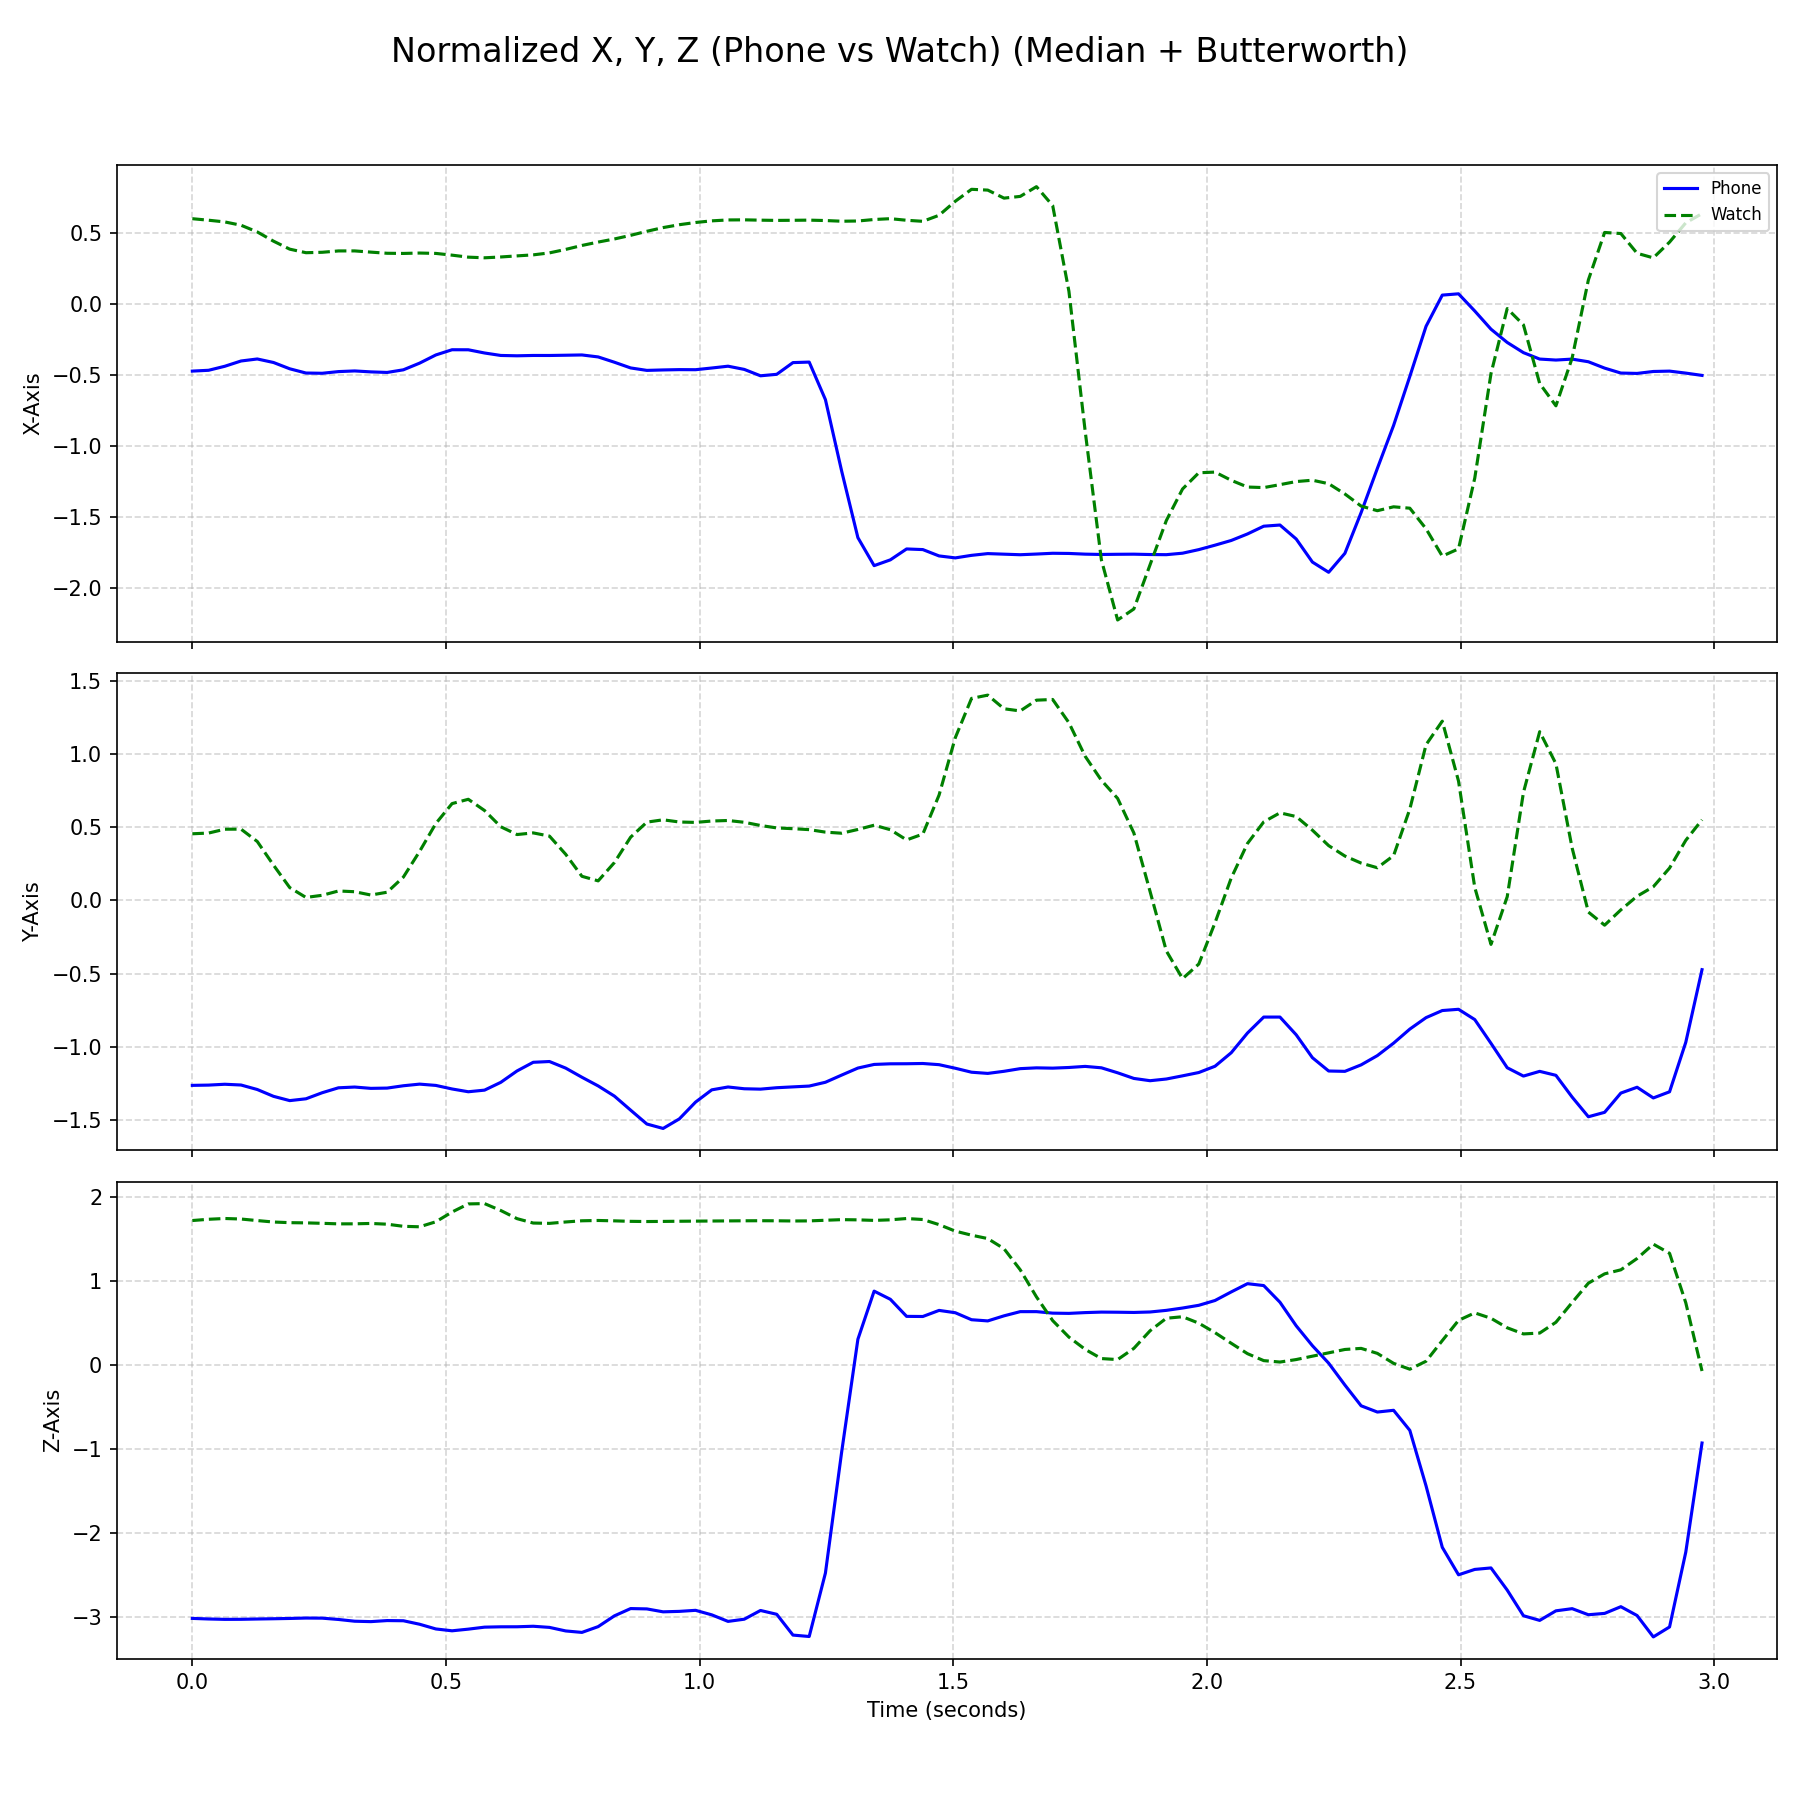 Normalized X, Y, Z (Phone vs Watch) (Median + Butterworth)
Phone
Watch
X-Axis
0.5
0.0
−0.5
−1.0
−1.5
−2.0
Y-Axis
1.5
1.0
0.5
0.0
−0.5
−1.0
−1.5
Z-Axis
2
1
0
−1
−2
−3
0.0 0.5 1.0 1.5 2.0 2.5 3.0
Time (seconds)